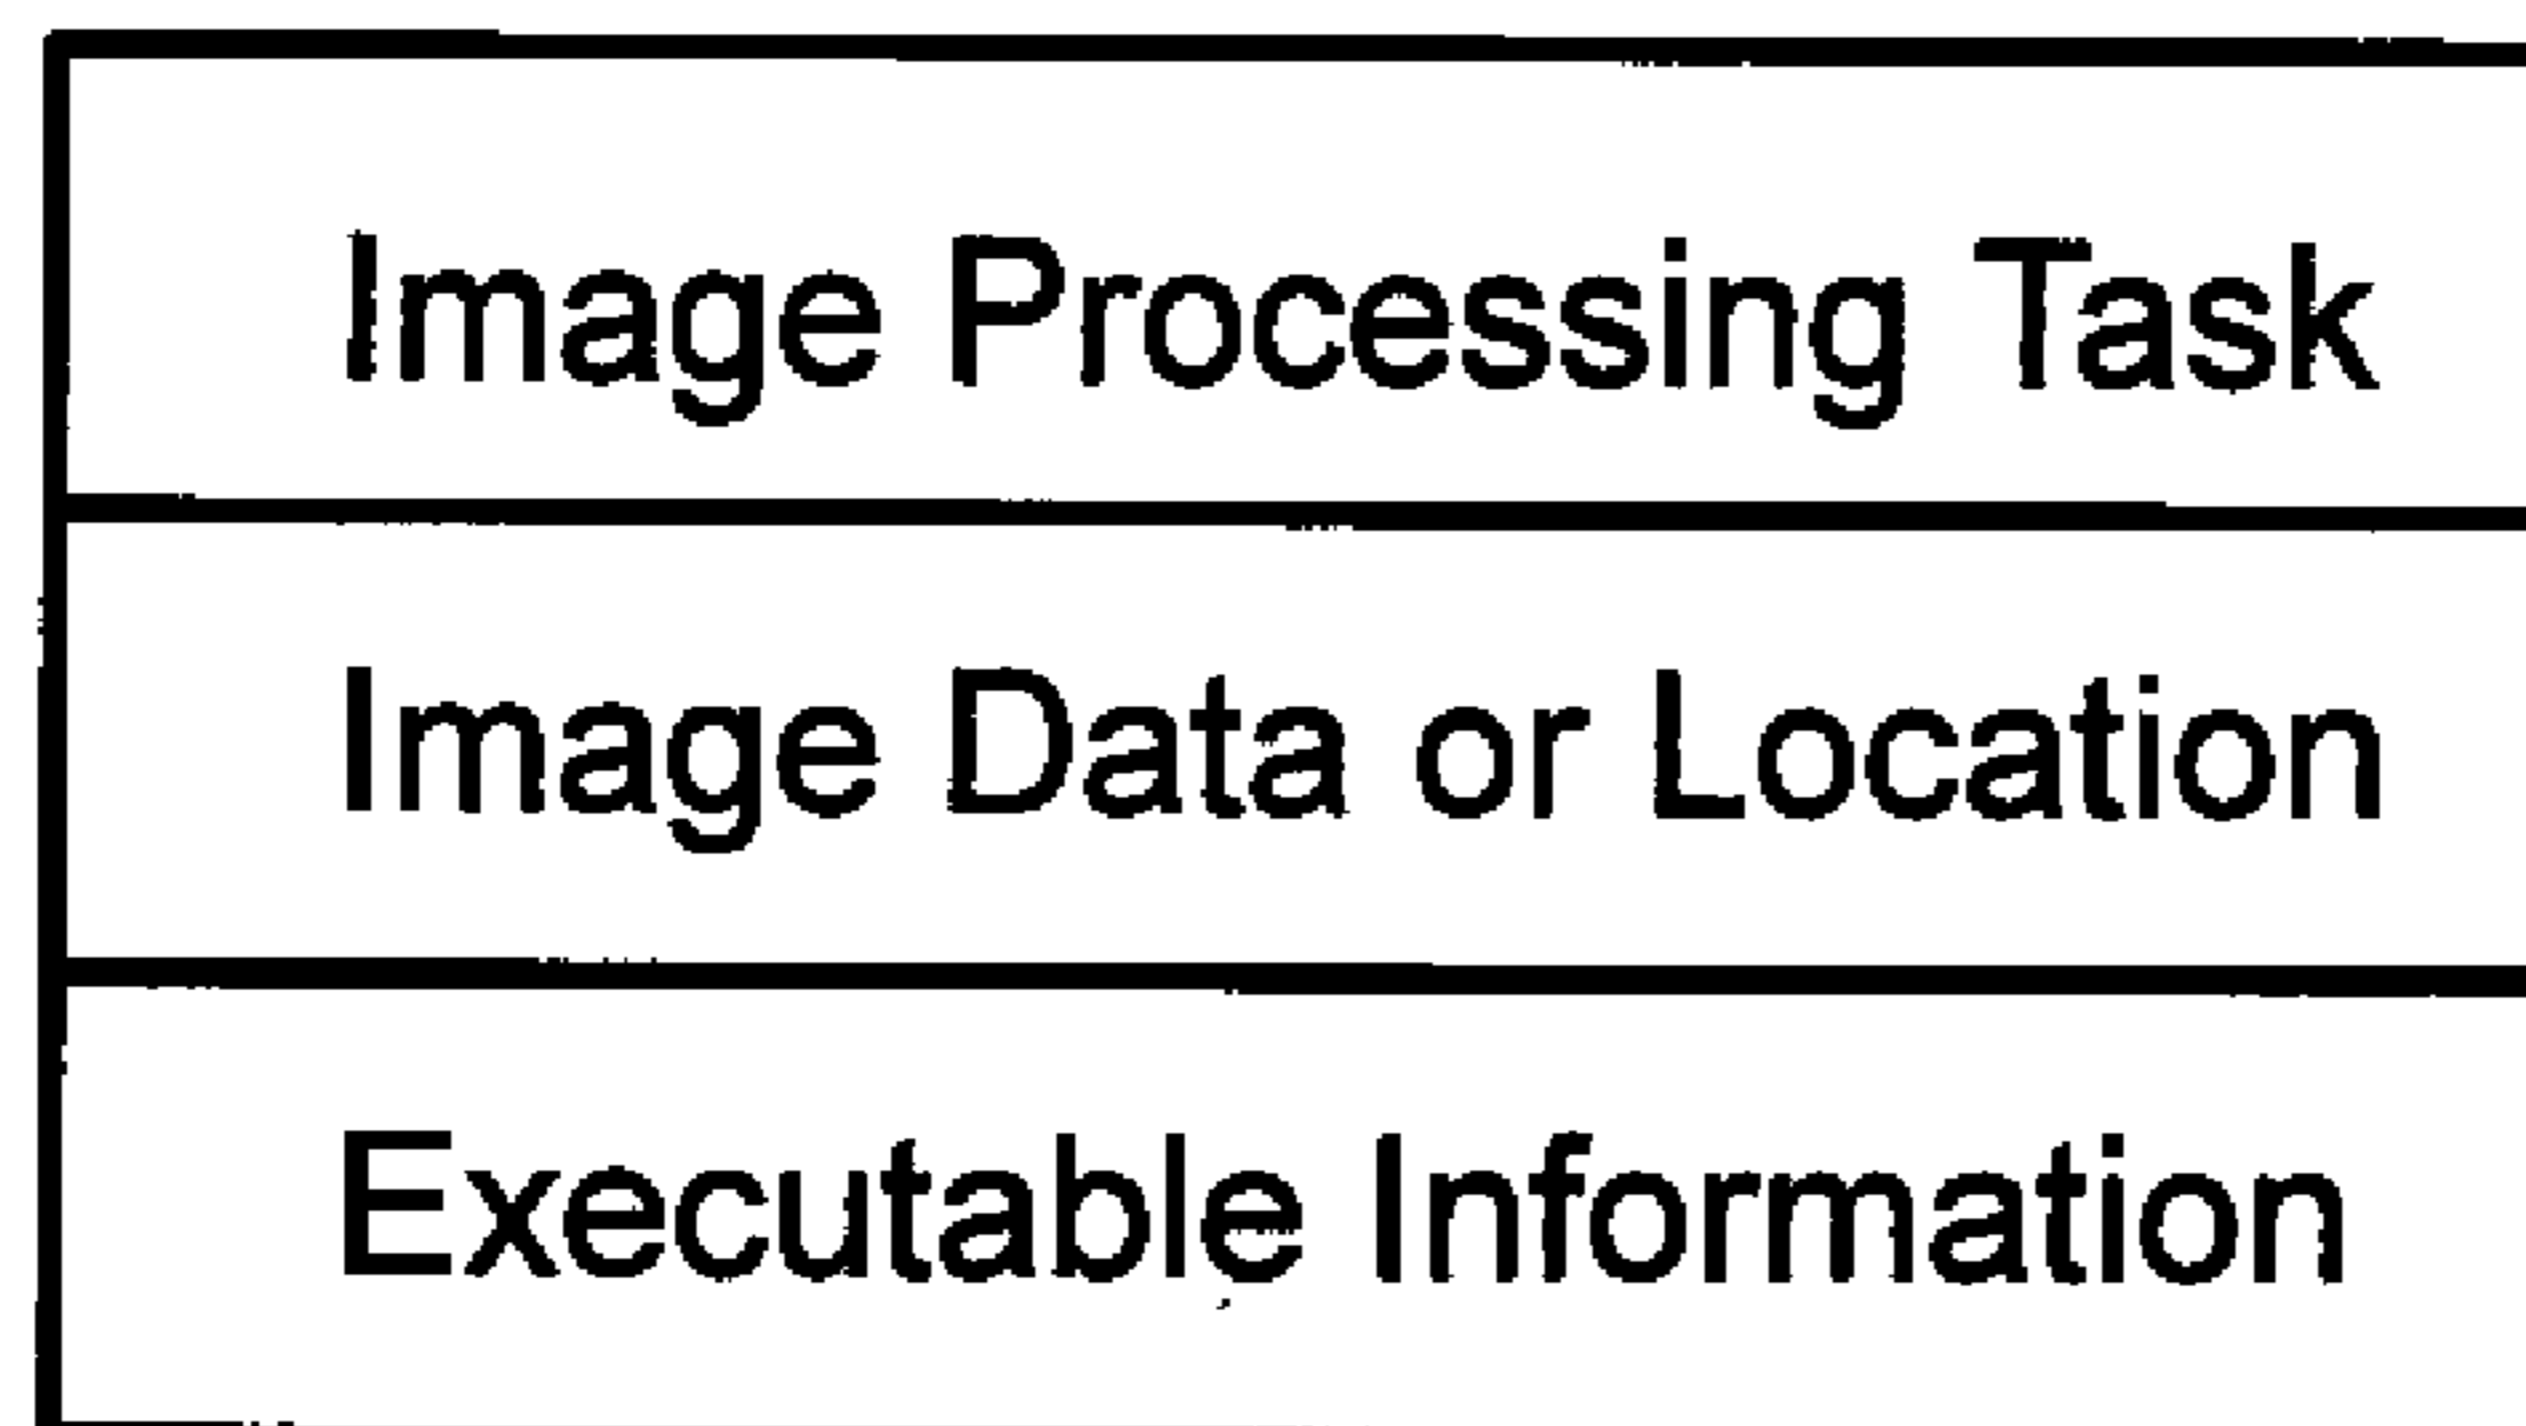 Image Processing Task
Image Data or Location
Executable Information